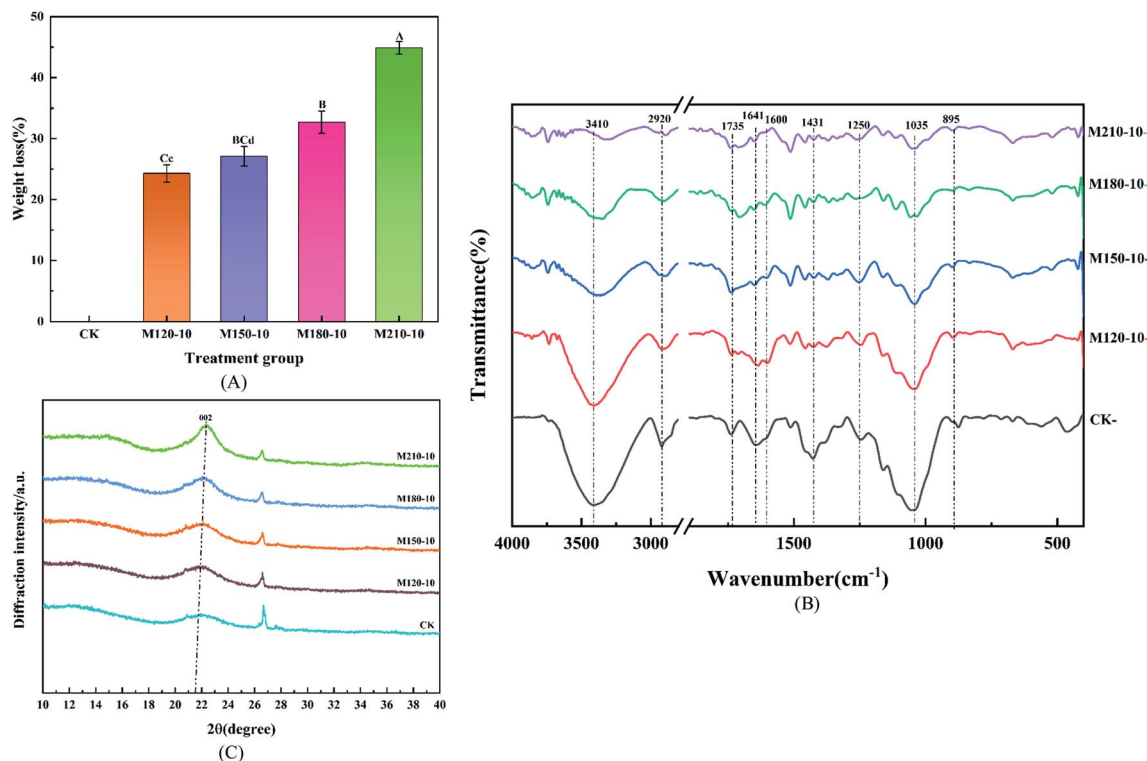 50
40
30
20
10
0
Weight loss(%)
Cc
BCd
B
A
CK
M120-10
M150-10
M180-10
M210-10
Treatment group
(A)
3410
2920
1735
1641
1600
1431
1250
1035
895
M210-10-
M180-10-
M150-10-
M120-10-
CK-
Transmittance(%)
4000
3500
3000
1500
1000
500
Wavenumber(cm⁻¹)
(B)
002
M210-10
M180-10
M150-10
M120-10
CK
Diffraction intensity/a.u.
10 12 14 16 18 20 22 24 26 28 30 32 34 36 38 40
2θ(degree)
(C)